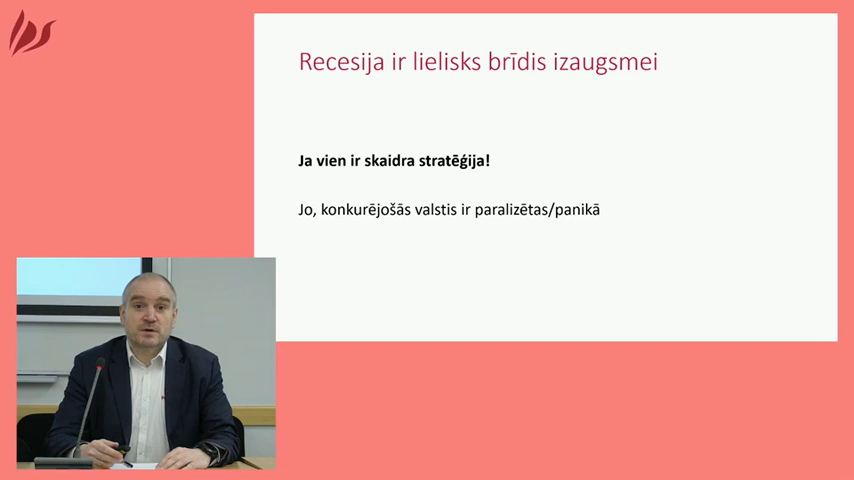 Recesija ir lielisks brīdis izaugsmei
Ja vien ir skaidra stratēģija!
Jo, konkurējošās valstis ir paralizētas/panikā